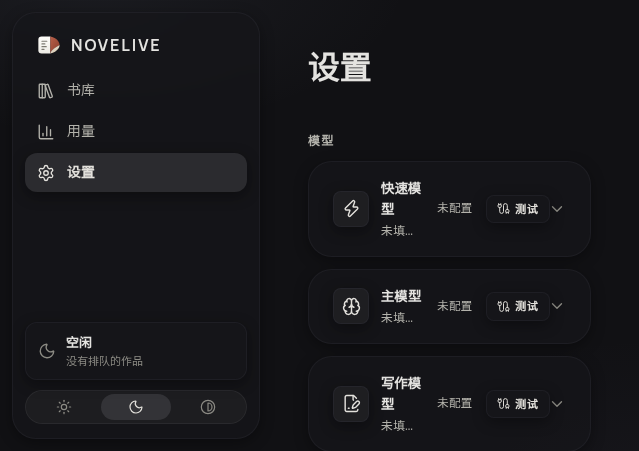 NOVELIVE
书库
用量
设置
空闲
没有排队的作品
设置
模型
快速模
型
未填...
未配置
测试
主模型
未填...
未配置
测试
写作模
型
未填...
未配置
测试